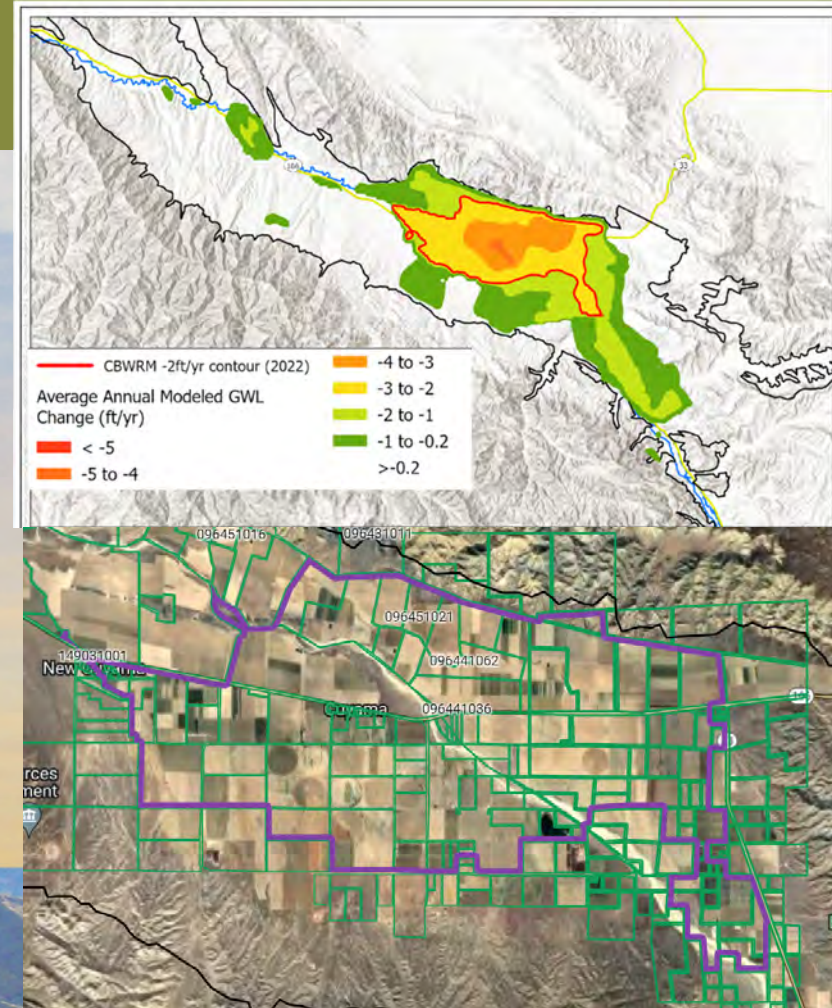 166
33
CBWRM -2ft/yr contour (2022)
Average Annual Modeled GWL
Change (ft/yr)
< -5
-5 to -4
-4 to -3
-3 to -2
-2 to -1
-1 to -0.2
>-0.2
096451016
096431011
096451021
149031001
New Cuyama
096441062
Cuyama
096441036
166
rces
ment